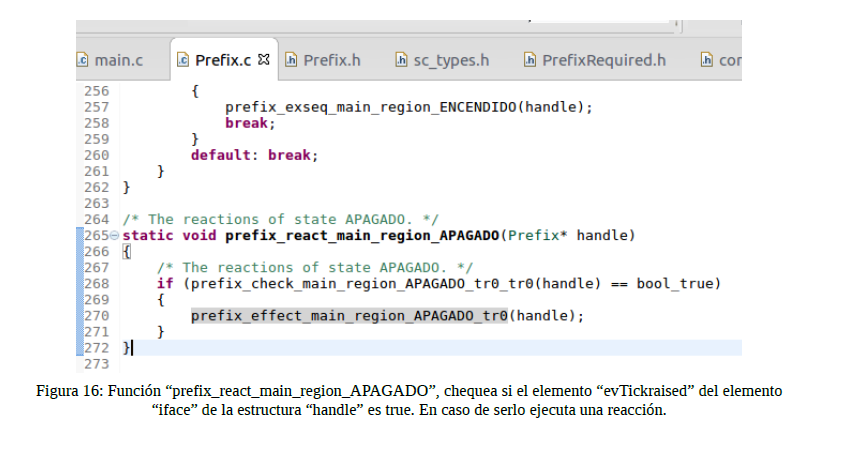 main.c Prefix.c Prefix.h sc_types.h PrefixRequired.h cor
256 {
257 prefix_exseq_main_region_ENCENDIDO(handle);
258 break;
259 }
260 default: break;
261 }
262 }
263
264 /* The reactions of state APAGADO. */
265 static void prefix_react_main_region_APAGADO(Prefix* handle)
266 {
267 /* The reactions of state APAGADO. */
268 if (prefix_check_main_region_APAGADO_tr0_tr0(handle) == bool_true)
269 {
270 prefix_effect_main_region_APAGADO_tr0(handle);
271 }
272 }
273
Figura 16: Función “prefix_react_main_region_APAGADO”, chequea si el elemento “evTickraised” del elemento
“iface” de la estructura “handle” es true. En caso de serlo ejecuta una reacción.